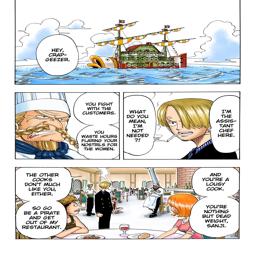 HEY,
CRAP-
GEEZER.
I'M
THE
ASSIS-
TANT
CHEF
HERE.
WHAT DO
YOU
MEAN,
I'M
NOT
NEEDED
?!
YOU FIGHT
WITH THE
CUSTOMERS.
YOU
WASTE HOURS
FLARING YOUR
NOSTRILS
FOR THE
WOMEN.
AND
YOU'RE
A LOUSY
COOK.
YOU'RE
NOTHING
BUT DEAD
WEIGHT,
SANJI.
THE OTHER
COOKS
DON'T MUCH
LIKE YOU,
EITHER.
SO GO
BE A PIRATE
AND GET
OUT OF MY
RESTAURANT.